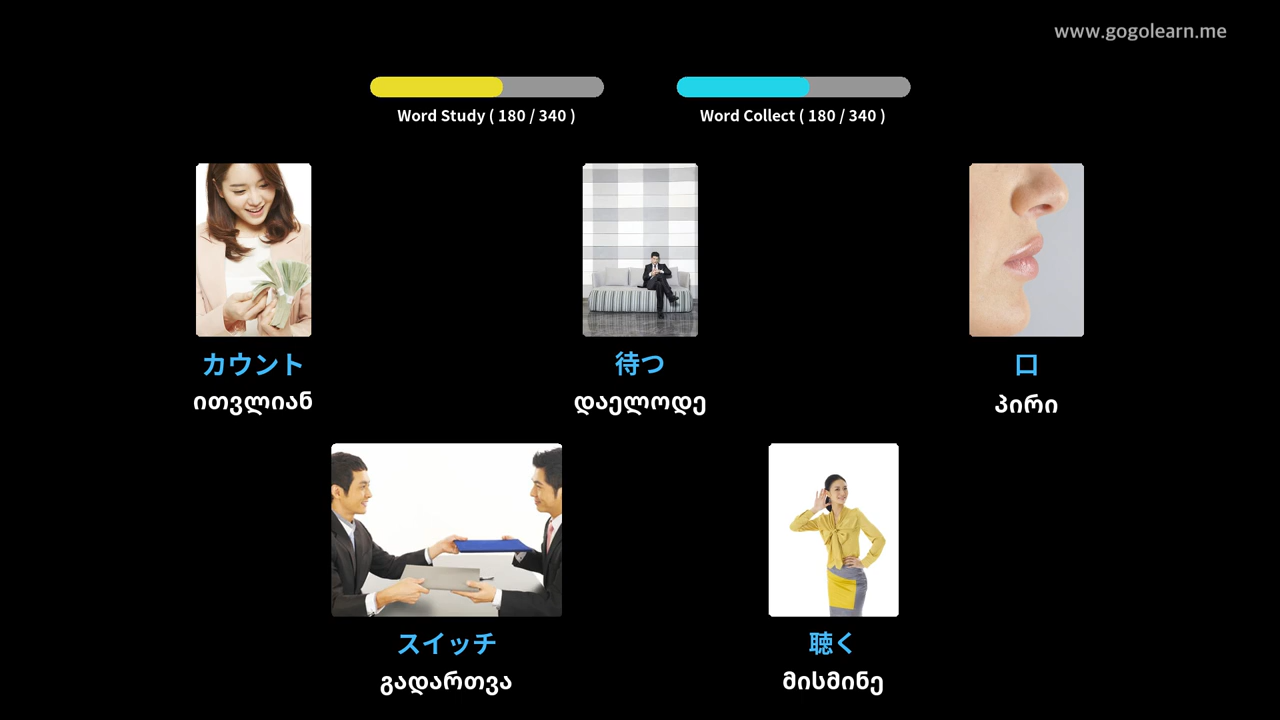 www.gogolearn.me
Word Study ( 180 / 340 )
Word Collect ( 180 / 340 )
カウント
ითვლიან
待つ
დაელოდე
口
პირი
スイッチ
გადართვა
聴く
მისმინე